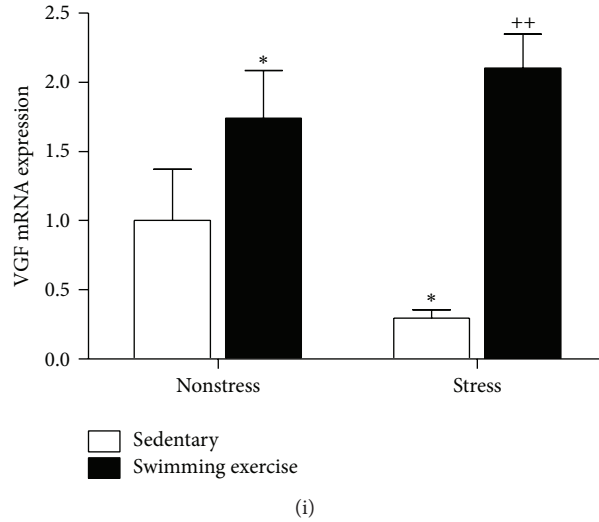 2.5
2.0
1.5
1.0
0.5
0.0
VGF mRNA expression
*
*
++
Nonstress Stress
Sedentary
Swimming exercise
(i)